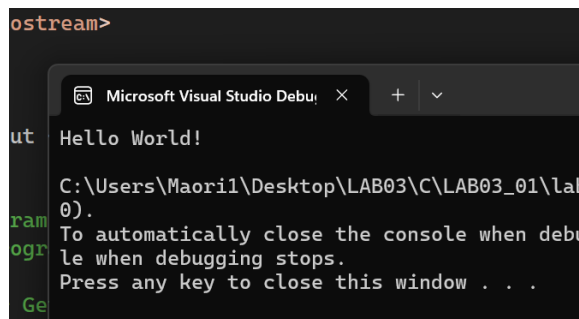 ostream>
Microsoft Visual Studio Debu
ut
Hello World!
C:\Users\Maori1\Desktop\LAB03\C\LAB03_01\la
0).
ram
To automatically close the console when deb
ogr
le when debugging stops.
Press any key to close this window . . .
Ge